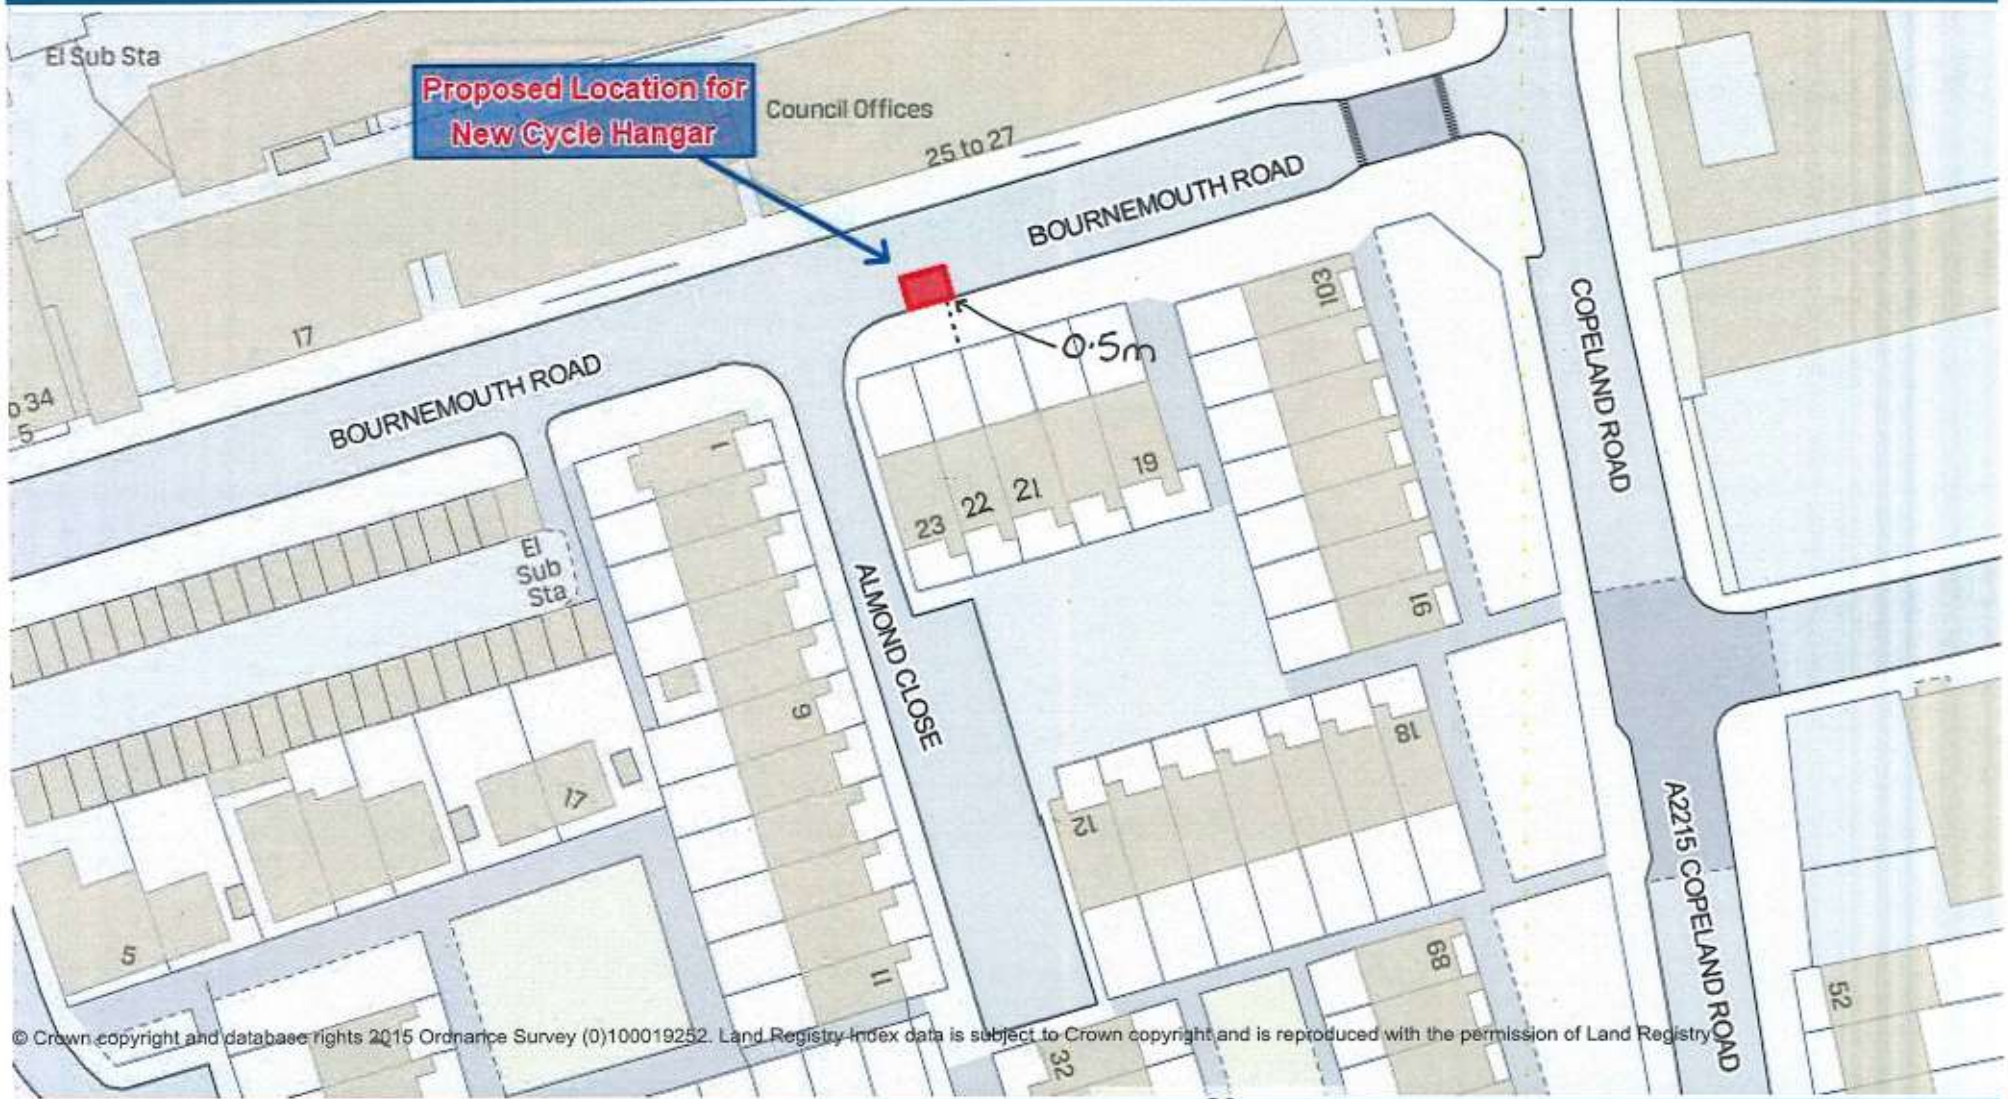 El Sub Sta
Proposed Location for
New Cycle Hangar
Council Offices
25 to 27
BOURNEMOUTH ROAD
103
17
COPELAND ROAD
0.5m
BOURNEMOUTH ROAD
34
5
1
19
21
22
23
El
Sub
Sta
ALMOND CLOSE
91
9
18
17
12
A2215 COPELAND ROAD
5
11
68
52
© Crown copyright and database rights 2015 Ordnance Survey (0)100019252. Land Registry Index data is subject to Crown copyright and is reproduced with the permission of Land Registry.
32